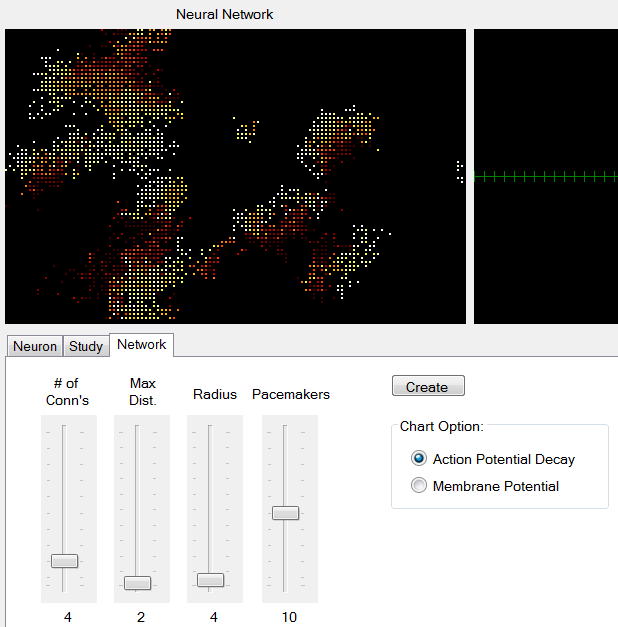 Neural Network
Neuron
Study
Network
# of
Conn's
Max
Dist.
Radius
Pacemakers
4
2
4
10
Create
Chart Option:
Action Potential Decay
Membrane Potential